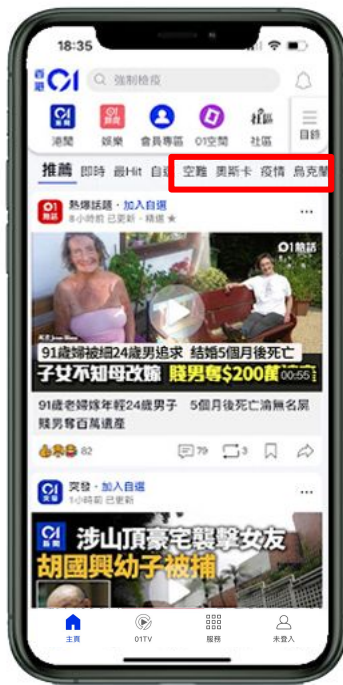 18:35
香港01
強制檢疫
港聞
娛樂
會員專區
01空間
社區
目錄
推薦 即時 最Hit 自選 空難 奧斯卡 疫情 烏克蘭
熱爆話題・加入自選
8小時前 已更新・精選 ★
01熱話
91歲婦被細24歲男追求 結婚5個月後死亡
子女不知母改嫁 賤男奪$200萬
00:55
91歲老婦嫁年輕24歲男子 5個月後死亡淪無名屍
賤男奪百萬遺產
82
79
3
突發・加入自選
1小時前 已更新
涉山頂豪宅襲擊女友
胡國興幼子被捕
主頁
01TV
服務
未登入